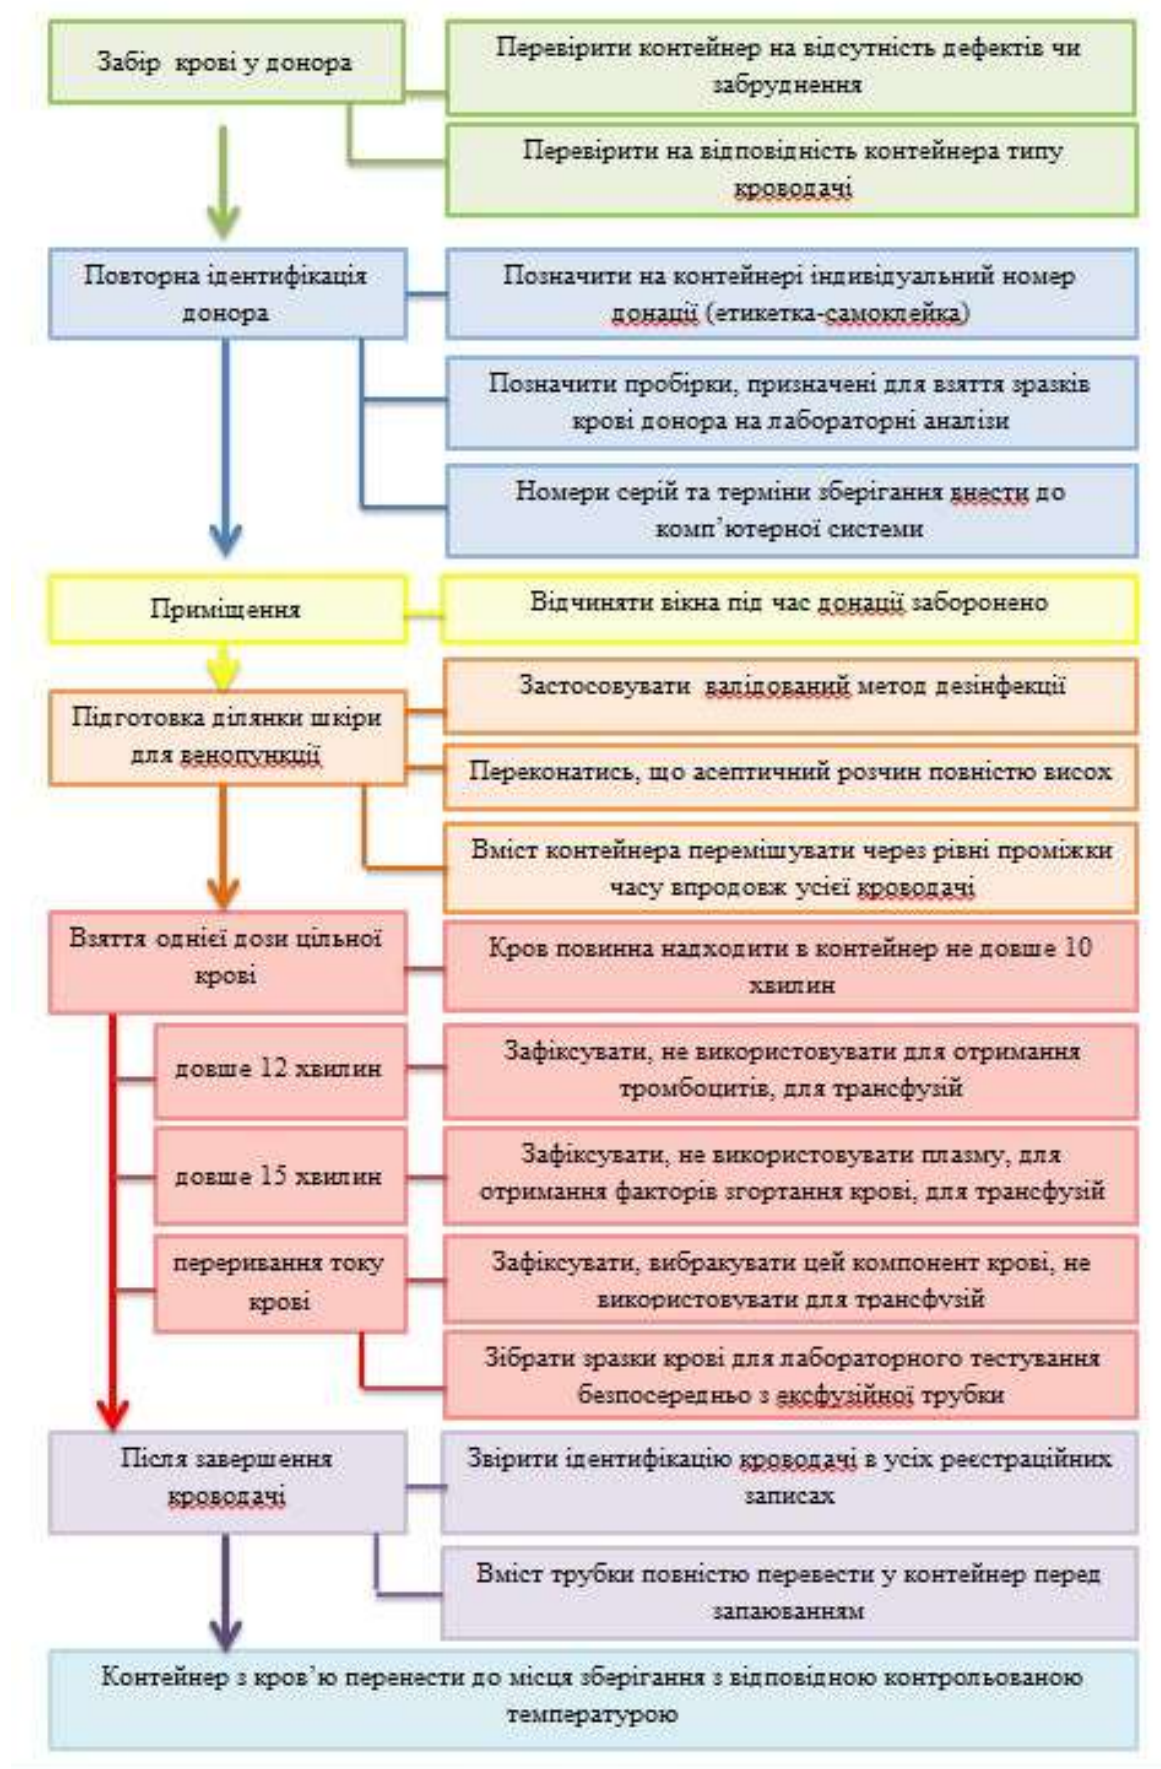 Забір крові у донора
Перевірити контейнер на відсутність дефектів чи
забруднення
Перевірити на відповідність контейнера типу
кроводачі
Повторна ідентифікація
донора
Позначити на контейнері індивідуальний номер
донації (етикетка-самоклейка)
Позначити пробірки, призначені для взяття зразків
крові донора на лабораторні аналізи
Номери серій та терміни зберігання внести до
комп’ютерної системи
Приміщення
Відчиняти вікна під час донації заборонено
Підготовка ділянки шкіри
для венопункції
Застосовувати валідований метод дезінфекції
Переконатись, що асептичний розчин повністю висох
Вміст контейнера перемішувати через рівні проміжки
часу впродовж усієї кроводачі
Взяття однієї дози цільної
крові
Кров повинна надходити в контейнер не довше 10
хвилин
довше 12 хвилин
Зафіксувати, не використовувати для отримання
тромбоцитів, для трансфузій
довше 15 хвилин
Зафіксувати, не використовувати плазму, для
отримання факторів згортання крові, для трансфузій
переривання току
крові
Зафіксувати, вибракувати цей компонент крові, не
використовувати для трансфузій
Зібрати зразки крові для лабораторного тестування
безпосередньо з ексфузійної трубки
Після завершення
кроводачі
Звірити ідентифікацію кроводачі в усіх реєстраційних
записах
Вміст трубки повністю перевести у контейнер перед
запаюванням
Контейнер з кров’ю перенести до місця зберігання з відповідною контрольованою
температурою